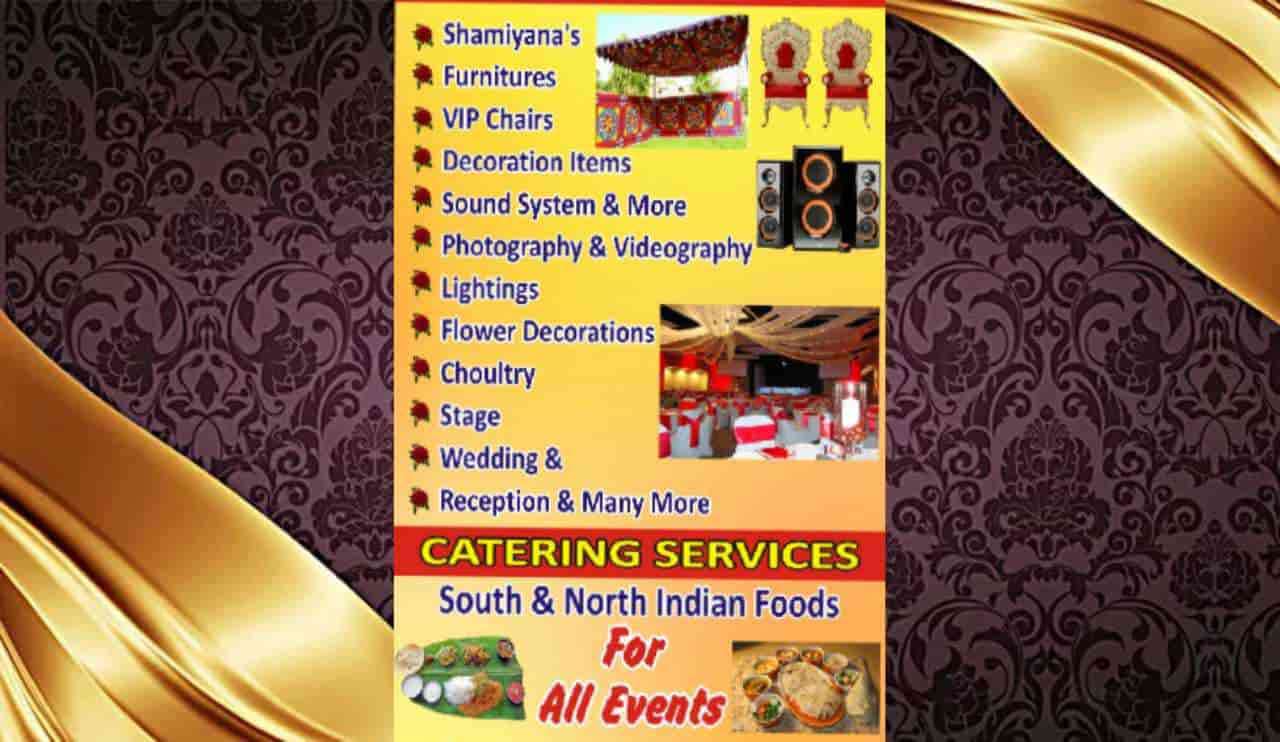 Shamiyana's
Furnitures
VIP Chairs
Decoration Items
Sound System & More
Photography & Videography
Lightings
Flower Decorations
Choultry
Stage
Wedding &
Reception & Many More
CATERING SERVICES
South & North Indian Foods
For
All Events